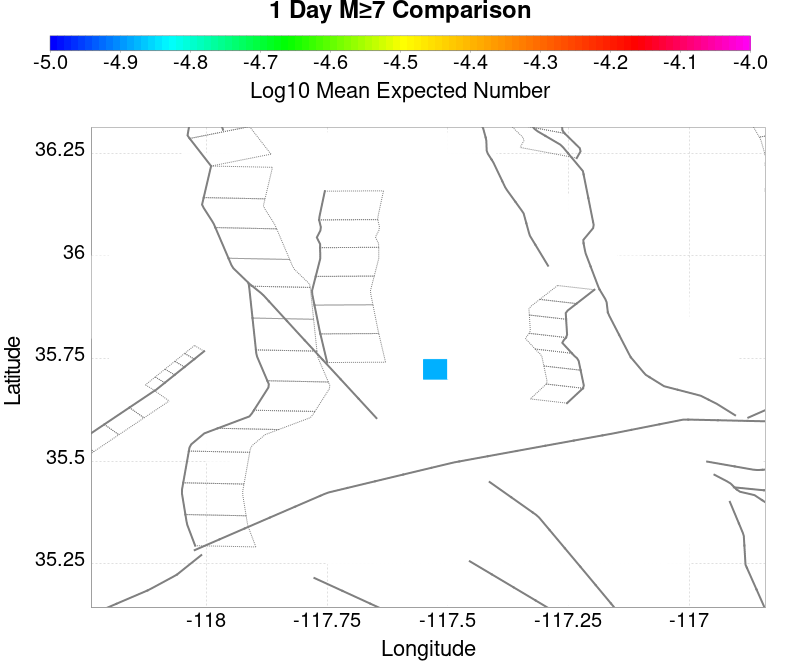 1 Day M≥7 Comparison
-5.0 -4.9 -4.8 -4.7 -4.6 -4.5 -4.4 -4.3 -4.2 -4.1 -4.0
Log10 Mean Expected Number
36.25
36
35.75
35.5
35.25
Latitude
-118 -117.75 -117.5 -117.25 -117
Longitude